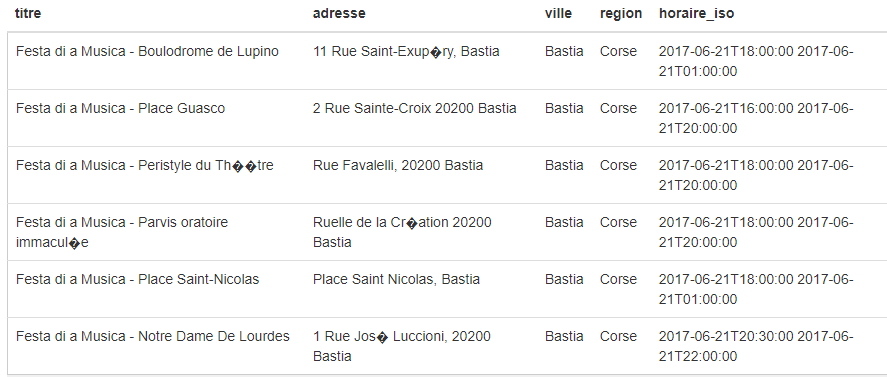 titre adresse ville region horaire_iso
Festa di a Musica - Boulodrome de Lupino 11 Rue Saint-Exup�ry, Bastia Bastia Corse 2017-06-21T18:00:00 2017-06-
21T01:00:00
Festa di a Musica - Place Guasco 2 Rue Sainte-Croix 20200 Bastia Bastia Corse 2017-06-21T16:00:00 2017-06-
21T20:00:00
Festa di a Musica - Peristyle du Th��tre Rue Favalelli, 20200 Bastia Bastia Corse 2017-06-21T18:00:00 2017-06-
21T20:00:00
Festa di a Musica - Parvis oratoire Ruelle de la Cr�ation 20200 Bastia Corse 2017-06-21T18:00:00 2017-06-
immacul�e Bastia 21T20:00:00
Festa di a Musica - Place Saint-Nicolas Place Saint Nicolas, Bastia Bastia Corse 2017-06-21T18:00:00 2017-06-
21T01:00:00
Festa di a Musica - Notre Dame De Lourdes 1 Rue Jos� Luccioni, 20200 Bastia Corse 2017-06-21T20:30:00 2017-06-
Bastia 21T22:00:00